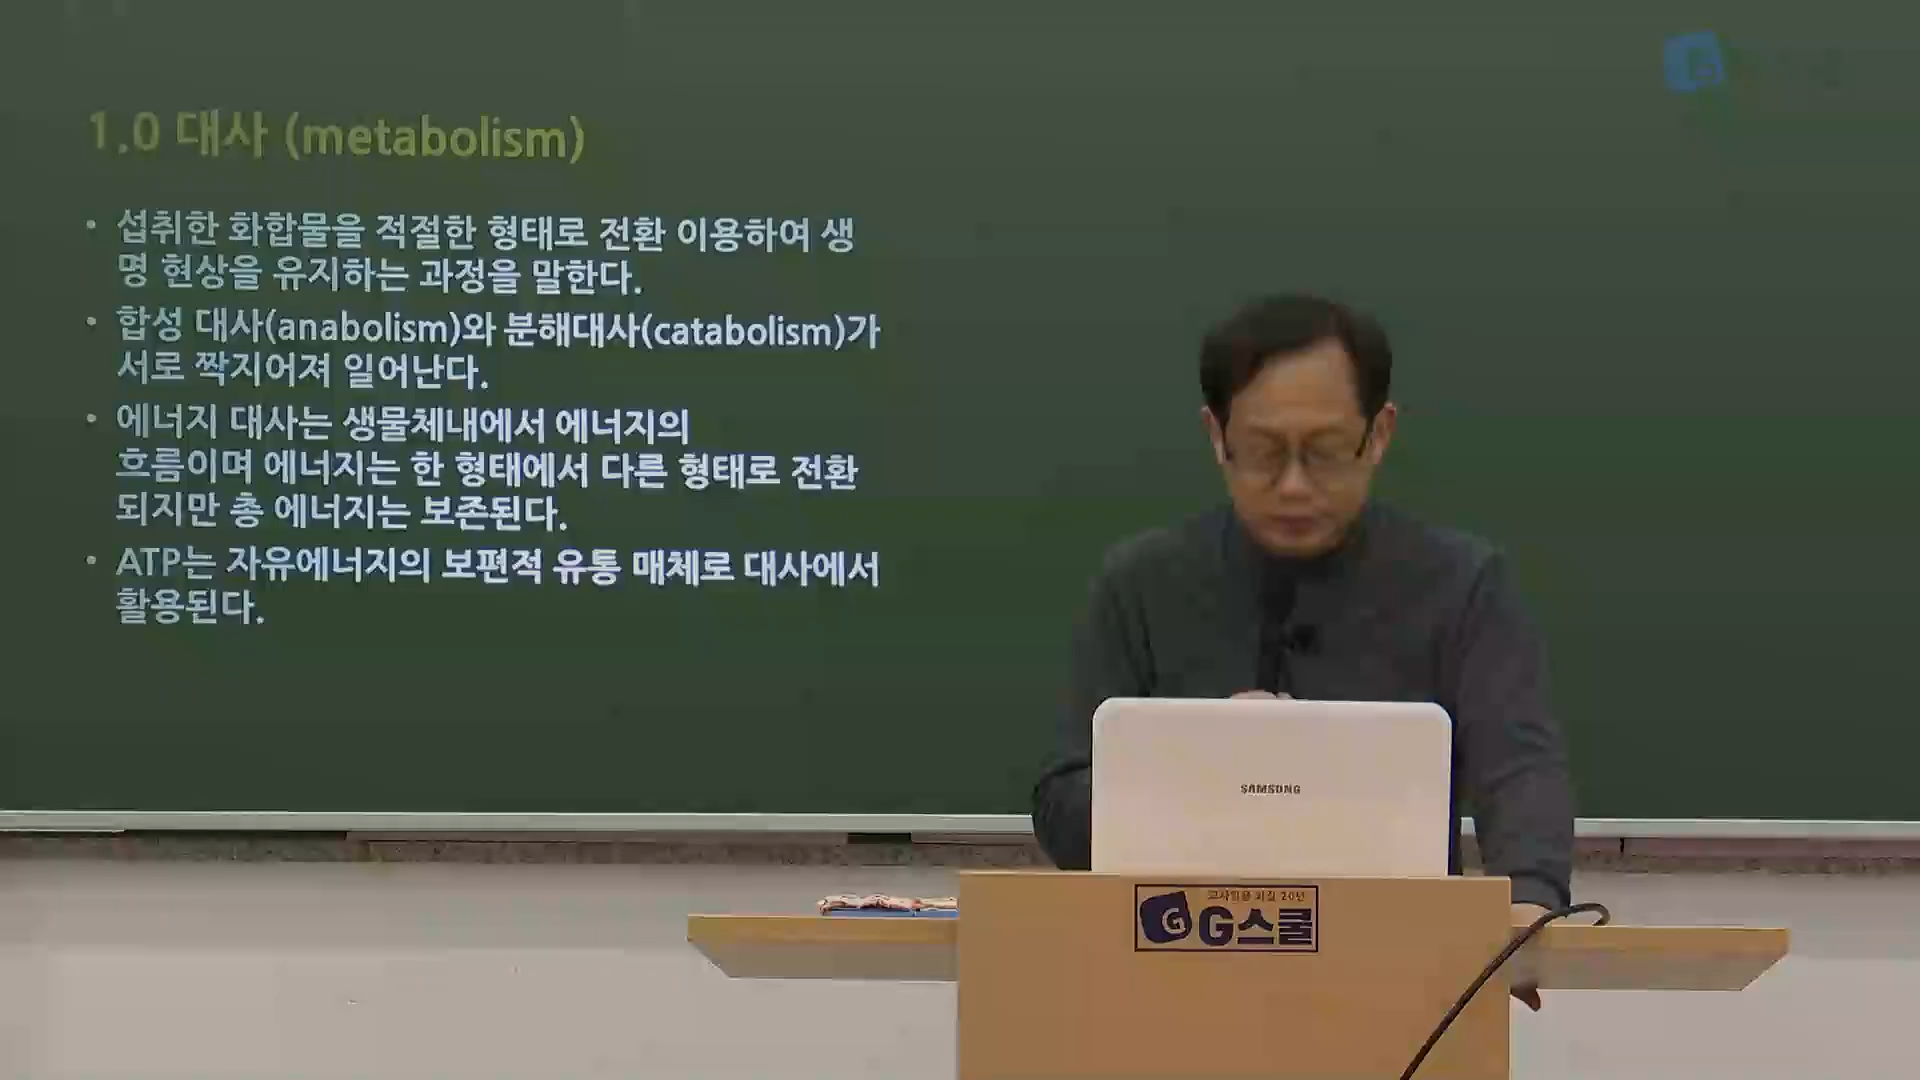 1.0 대사 (metabolism)
• 섭취한 화합물을 적절한 형태로 전환 이용하여 생
명 현상을 유지하는 과정을 말한다.
• 합성 대사(anabolism)와 분해대사(catabolism)가
서로 짝지어져 일어난다.
• 에너지 대사는 생물체내에서 에너지의
흐름이며 에너지는 한 형태에서 다른 형태로 전환
되지만 총 에너지는 보존된다.
• ATP는 자유에너지의 보편적 유통 매체로 대사에서
활용된다.
SAMSUNG
G G스쿨